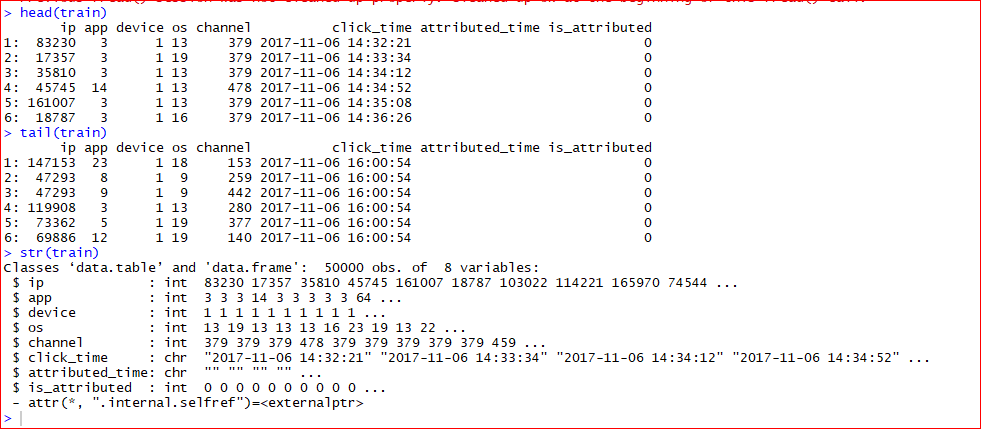 > head(train)
ip app device os channel click_time attributed_time is_attributed
1: 83230 3 1 13 379 2017-11-06 14:32:21 0
2: 17357 3 1 19 379 2017-11-06 14:33:34 0
3: 35810 3 1 13 379 2017-11-06 14:34:12 0
4: 45745 14 1 13 478 2017-11-06 14:34:52 0
5: 161007 3 1 13 379 2017-11-06 14:35:08 0
6: 18787 3 1 16 379 2017-11-06 14:36:26 0
> tail(train)
ip app device os channel click_time attributed_time is_attributed
1: 147153 23 1 18 153 2017-11-06 16:00:54 0
2: 47293 8 1 9 259 2017-11-06 16:00:54 0
3: 47293 9 1 9 442 2017-11-06 16:00:54 0
4: 119908 3 1 13 280 2017-11-06 16:00:54 0
5: 73362 5 1 19 377 2017-11-06 16:00:54 0
6: 69886 12 1 19 140 2017-11-06 16:00:54 0
> str(train)
Classes ‘data.table’ and 'data.frame': 50000 obs. of 8 variables:
$ ip : int 83230 17357 35810 45745 161007 18787 103022 114221 165970 74544 ...
$ app : int 3 3 3 14 3 3 3 3 3 64 ...
$ device : int 1 1 1 1 1 1 1 1 1 1 ...
$ os : int 13 19 13 13 13 16 23 19 13 22 ...
$ channel : int 379 379 379 478 379 379 379 379 379 459 ...
$ click_time : chr "2017-11-06 14:32:21" "2017-11-06 14:33:34" "2017-11-06 14:34:12" "2017-11-06 14:34:52" ...
$ attributed_time: chr "" "" "" "" ...
$ is_attributed : int 0 0 0 0 0 0 0 0 0 0 ...
- attr(*, ".internal.selfref")=<externalptr>
>